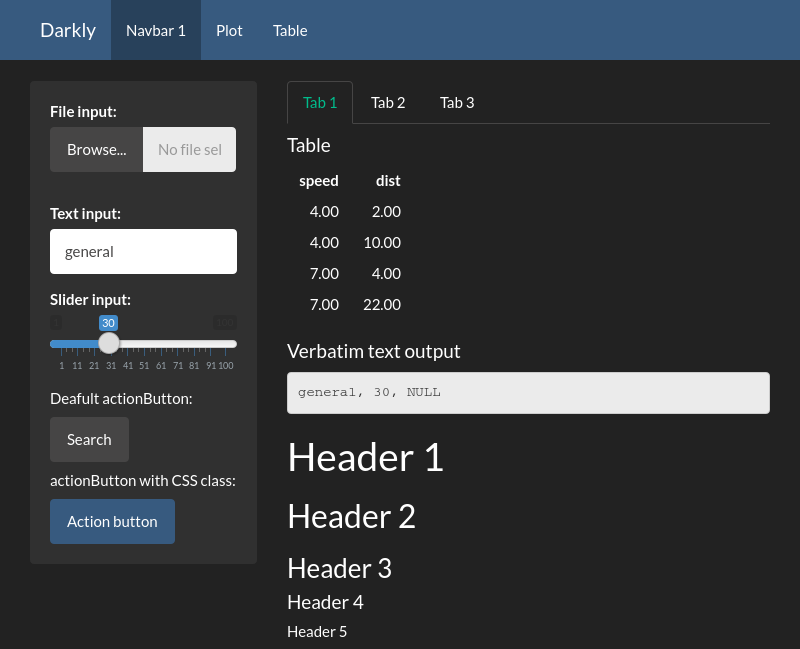 Darkly Navbar 1 Plot Table
File input:
Browse... No file sel
Text input:
general
Slider input:
30
1 11 21 31 41 51 61 71 81 91 100
Deafult actionButton:
Search
actionButton with CSS class:
Action button
Tab 1 Tab 2 Tab 3
Table
speed dist
4.00 2.00
4.00 10.00
7.00 4.00
7.00 22.00
Verbatim text output
general, 30, NULL
Header 1
Header 2
Header 3
Header 4
Header 5